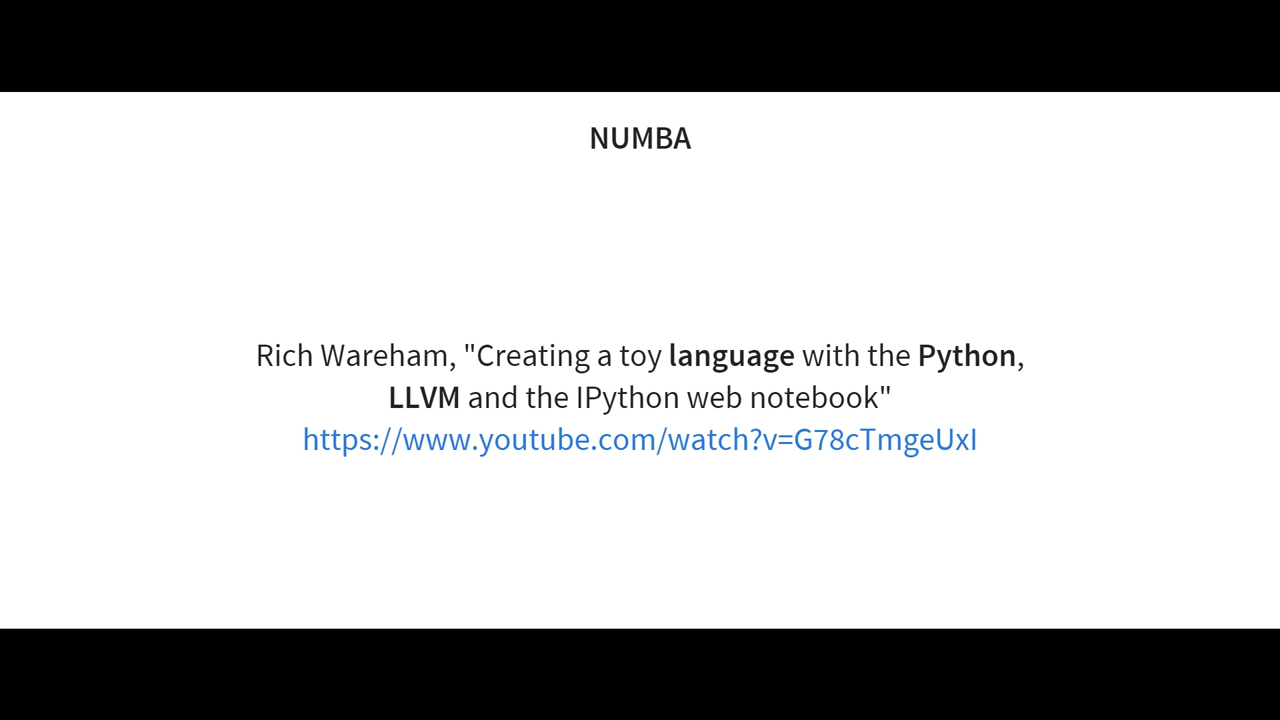 NUMBA
Rich Wareham, "Creating a toy language with the Python,
LLVM and the IPython web notebook"
https://www.youtube.com/watch?v=G78cTmgeUxI